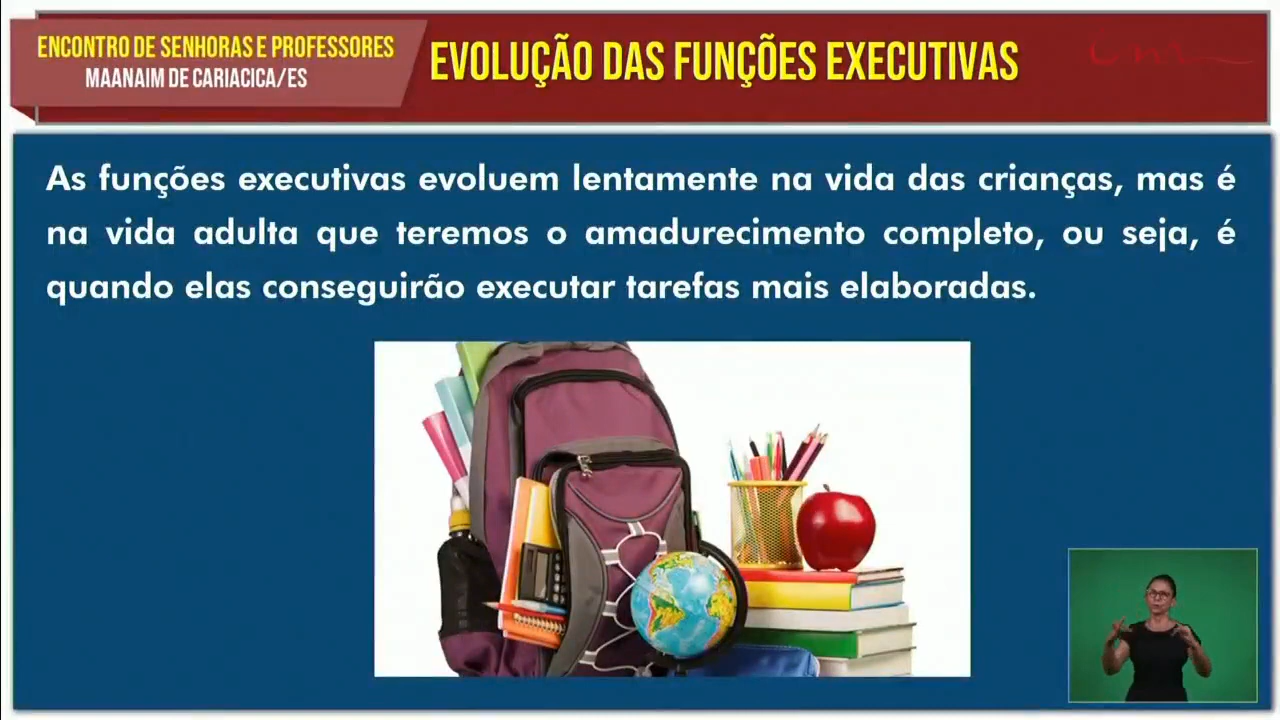 ENCONTRO DE SENHORAS E PROFESSORES
MAANAIM DE CARIACICA/ES
EVOLUÇÃO DAS FUNÇÕES EXECUTIVAS
As funções executivas evoluem lentamente na vida das crianças, mas é
na vida adulta que teremos o amadurecimento completo, ou seja, é
quando elas conseguirão executar tarefas mais elaboradas.